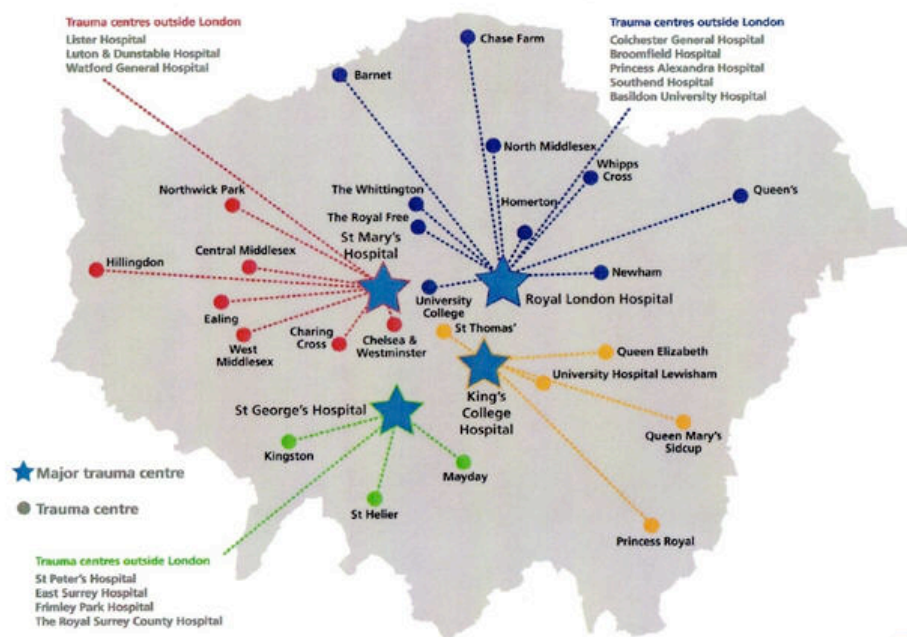 Trauma centres outside London
Lister Hospital
Luton & Dunstable Hospital
Watford General Hospital
Trauma centres outside London
Colchester General Hospital
Broomfield Hospital
Princess Alexandra Hospital
Southend Hospital
Basildon University Hospital
Chase Farm
Barnet
North Middlesex
Whipps
Cross
Northwick Park
The Whittington
Homerton
Queen's
The Royal Free
St Mary's
Hospital
Central Middlesex
Hillingdon
Newham
University
College
Royal London Hospital
Ealing
West
Middlesex
Charing
Cross
Chelsea &
Westminster
St Thomas'
Queen Elizabeth
University Hospital Lewisham
King's
College
Hospital
St George's Hospital
Queen Mary's
Sidcup
Kingston
Mayday
Major trauma centre
Trauma centre
St Helier
Princess Royal
Trauma centres outside London
St Peter's Hospital
East Surrey Hospital
Frimley Park Hospital
The Royal Surrey County Hospital